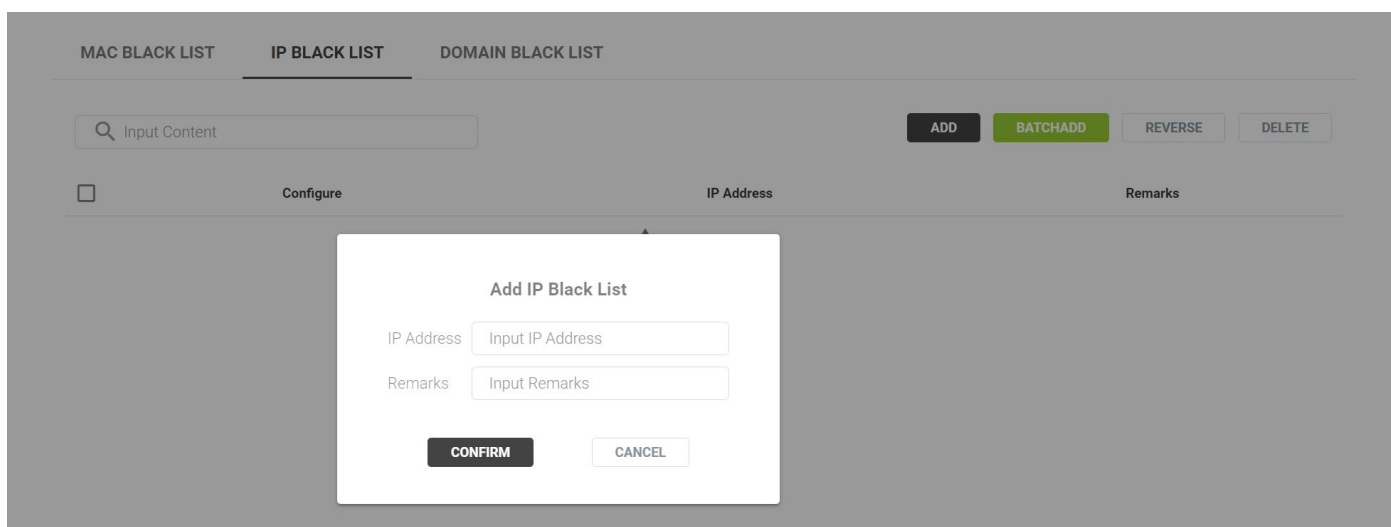 MAC BLACK LIST IP BLACK LIST DOMAIN BLACK LIST
Input Content ADD BATCHADD REVERSE DELETE
Configure IP Address Remarks
Add IP Black List
IP Address Input IP Address
Remarks Input Remarks
CONFIRM CANCEL